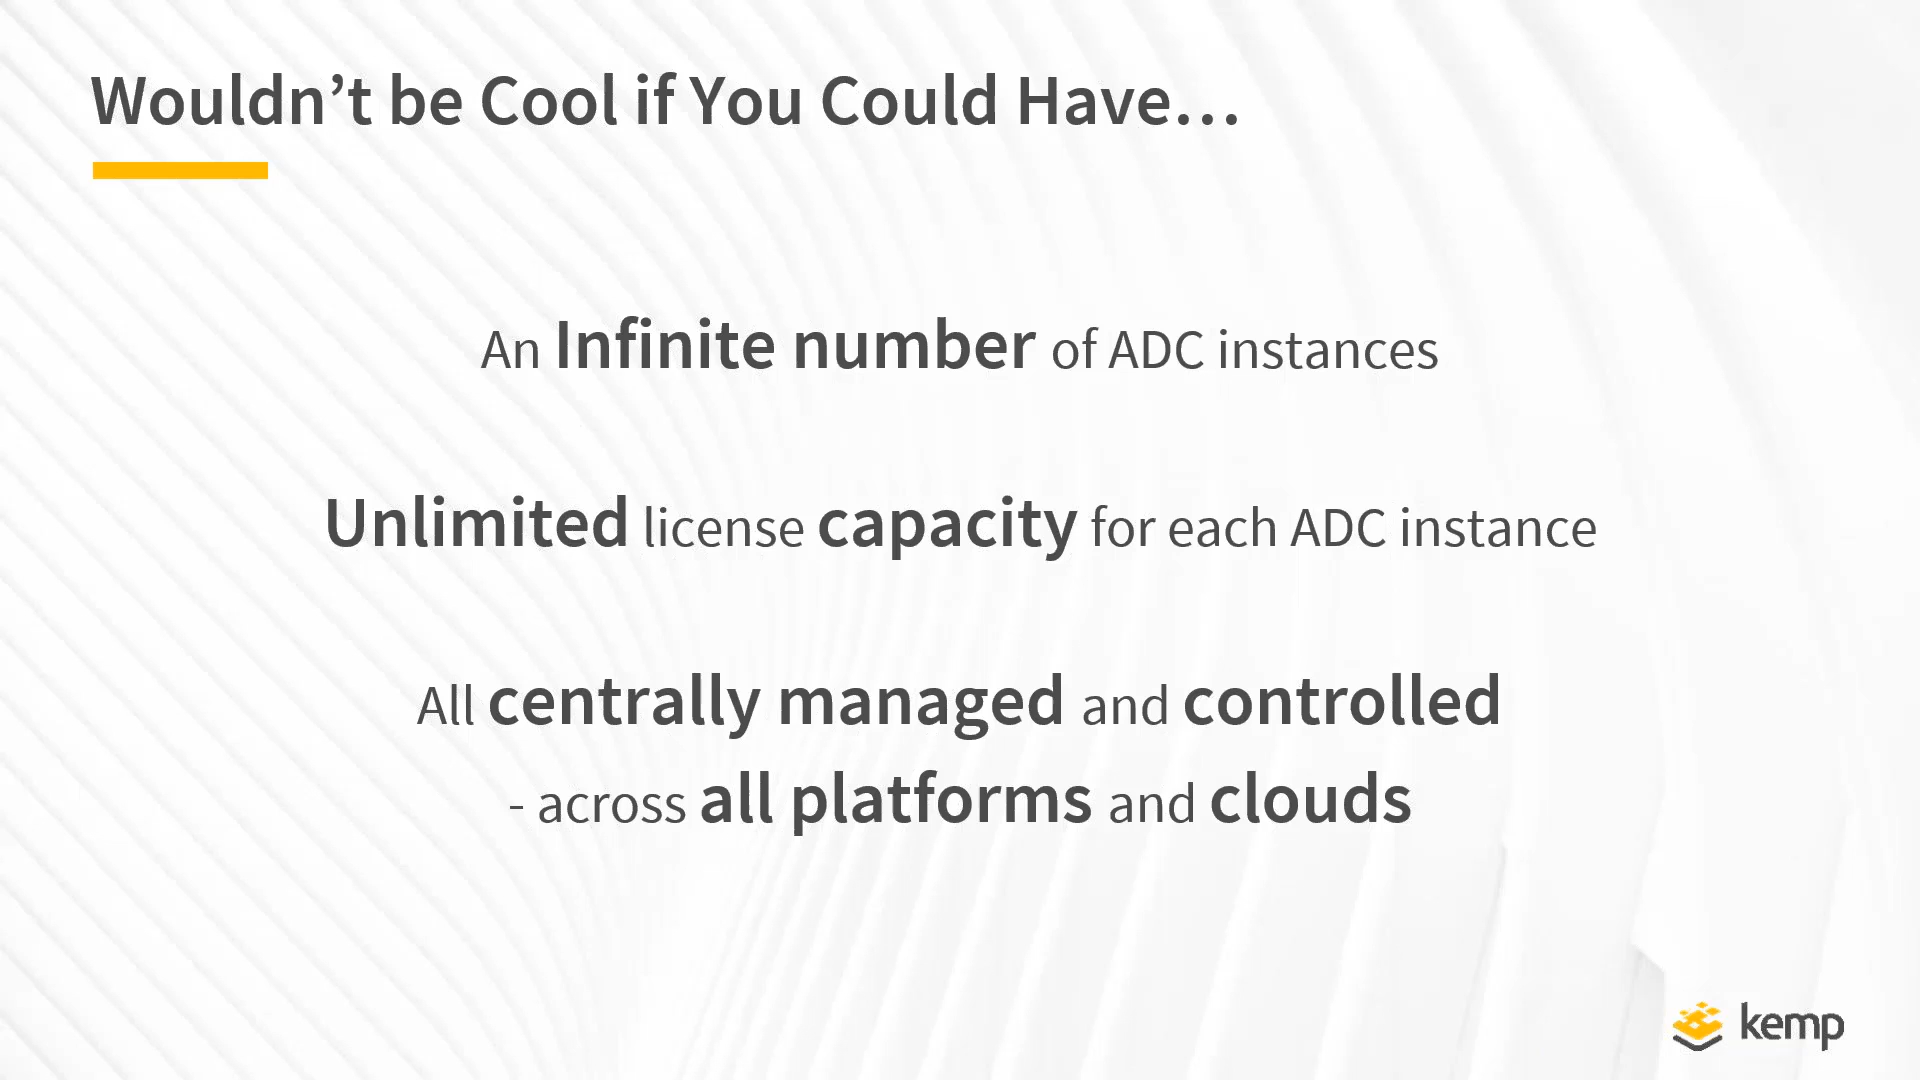 Wouldn’t be Cool if You Could Have…
An Infinite number of ADC instances
Unlimited license capacity for each ADC instance
All centrally managed and controlled
- across all platforms and clouds
kemp